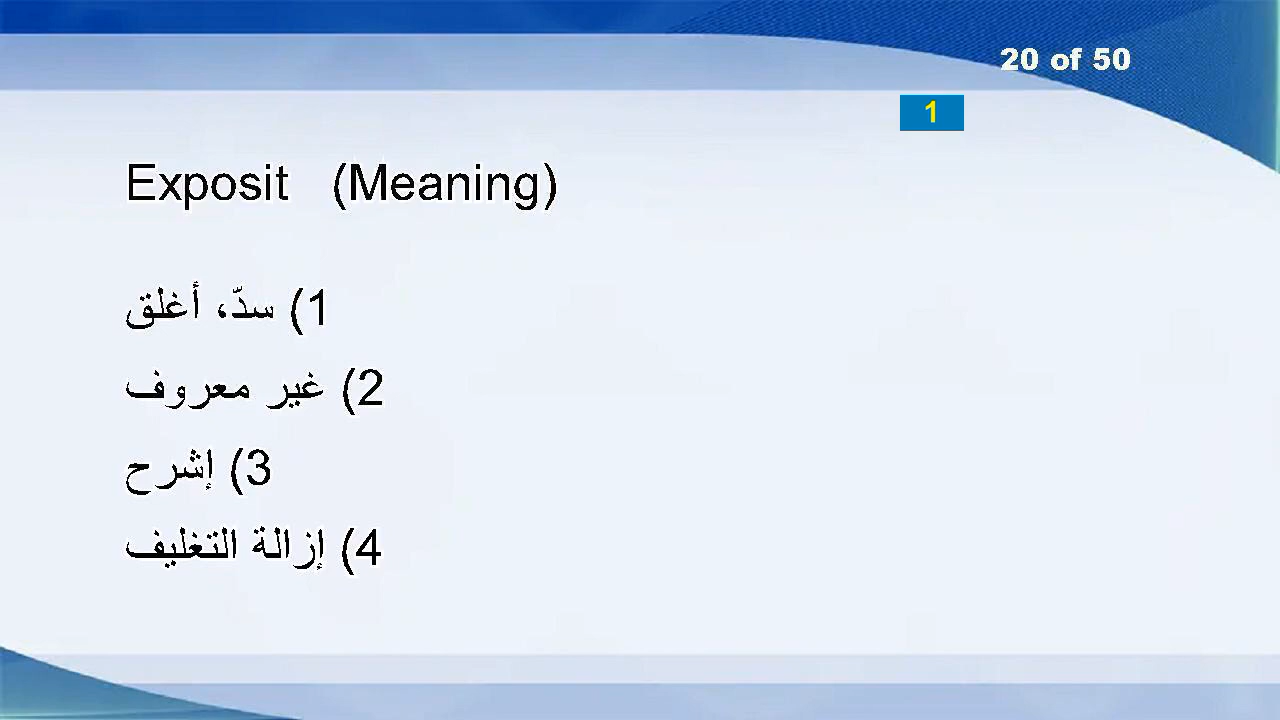 20 of 50
1
Exposit (Meaning)
1) سدّ، أغلق
2) غير معروف
3) إشرح
4) إزالة التغليف